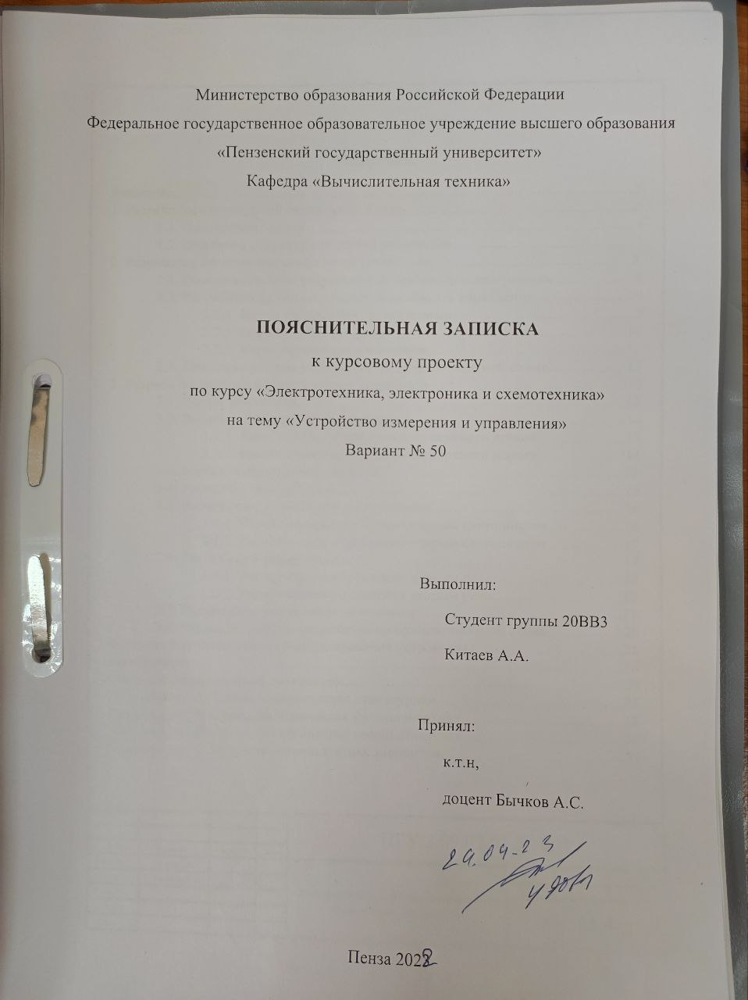 Министерство образования Российской Федерации
Федеральное государственное образовательное учреждение высшего образования
«Пензенский государственный университет»
Кафедра «Вычислительная техника»
ПОЯСНИТЕЛЬНАЯ ЗАПИСКА
к курсовому проекту
по курсу «Электротехника, электроника и схемотехника»
на тему «Устройство измерения и управления»
Вариант № 50
Выполнил:
Студент группы 20ВВ3
Китаев А.А.
Принял:
к.т.н,
доцент Бычков А.С.
24.04.23
Пенза 2022